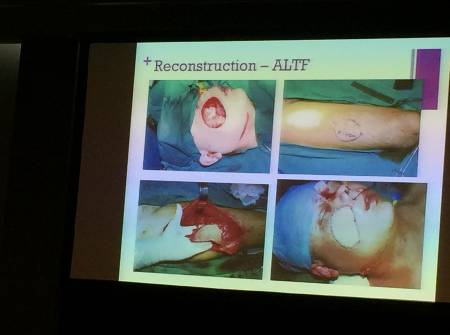 +Reconstruction – ALTF